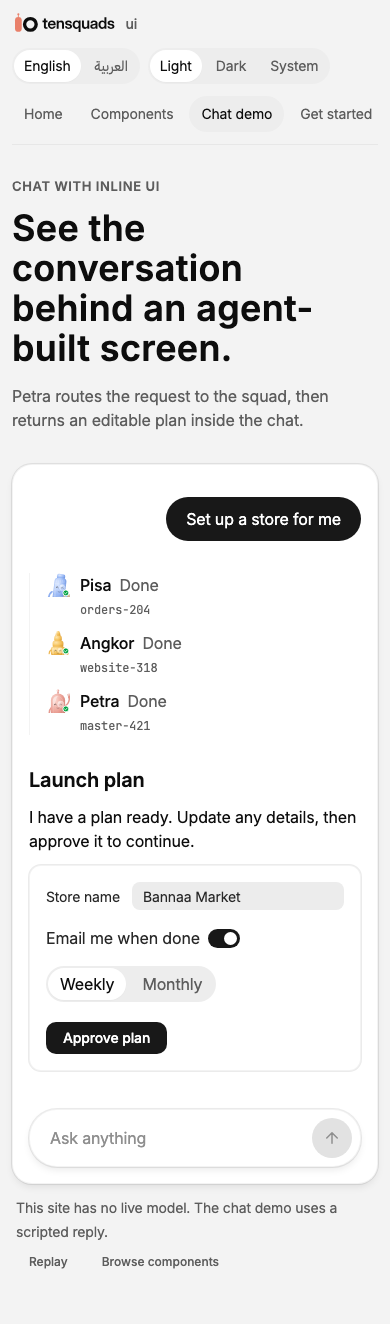 tensquads ui
English العربية Light Dark System
Home Components Chat demo Get started
CHAT WITH INLINE UI
See the
conversation
behind an agent-
built screen.
Petra routes the request to the squad, then
returns an editable plan inside the chat.
Set up a store for me
Pisa Done
orders-204
Angkor Done
website-318
Petra Done
master-421
Launch plan
I have a plan ready. Update any details, then
approve it to continue.
Store name Bannaa Market
Email me when done
Weekly Monthly
Approve plan
Ask anything
This site has no live model. The chat demo uses a
scripted reply.
Replay Browse components